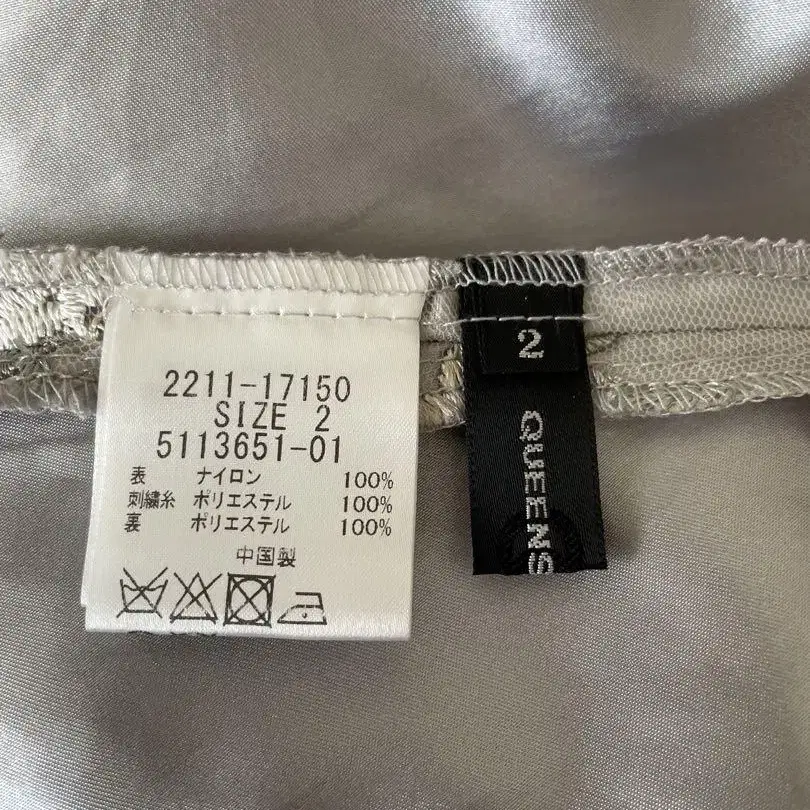 2211-17150
SIZE 2
5113651-01
表 ナイロン 100%
刺繍糸 ポリエステル 100%
裏 ポリエステル 100%
中国製
2
QUEENS